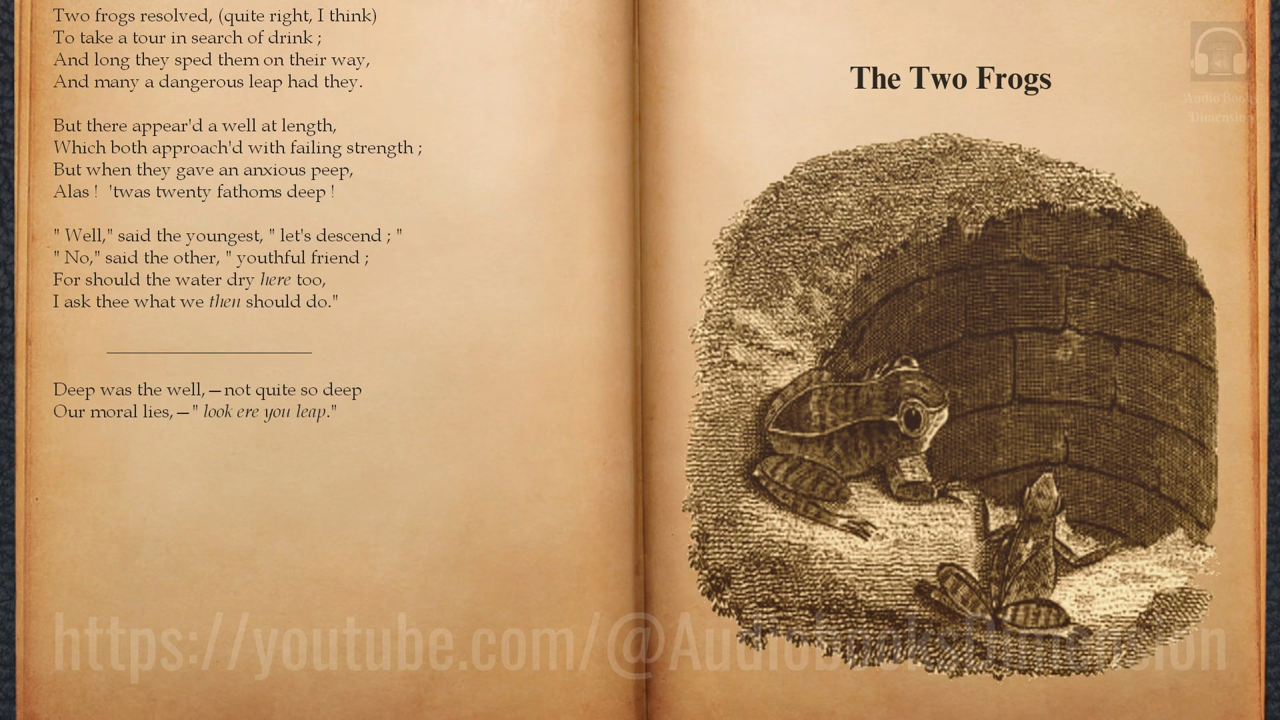 Two frogs resolved, (quite right, I think)
To take a tour in search of drink ;
And long they sped them on their way,
And many a dangerous leap had they.
But there appear'd a well at length,
Which both approach'd with failing strength ;
But when they gave an anxious peep,
Alas ! 'twas twenty fathoms deep !
" Well," said the youngest, " let's descend ; "
" No," said the other, " youthful friend ;
For should the water dry here too,
I ask thee what we then should do."
Deep was the well,—not quite so deep
Our moral lies,—" look ere you leap."
The Two Frogs
AudioBooks
Dimension
https://youtube.com/@AudiobooksDimension